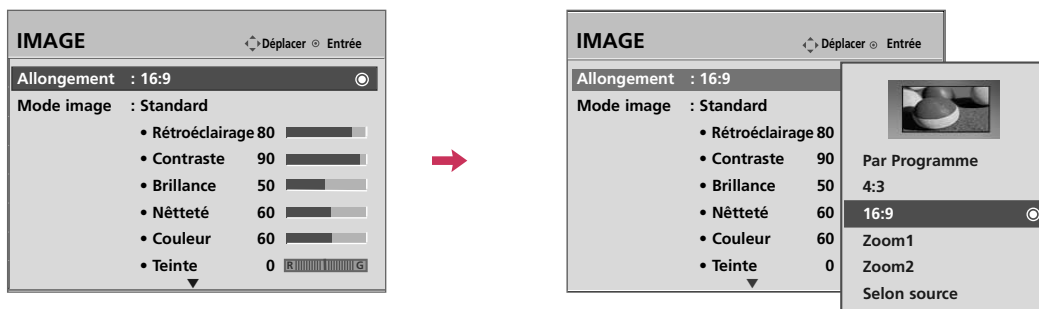 IMAGE
Déplacer Entrée
Allongement : 16:9
Mode image : Standard
• Rétroéclairage 80
• Contraste 90
• Brillance 50
• Nêtteté 60
• Couleur 60
• Teinte 0 R G
IMAGE
Déplacer Entrée
Allongement : 16:9
Mode image : Standard
• Rétroéclairage 80
• Contraste 90
• Brillance 50
• Nêtteté 60
• Couleur 60
• Teinte 0
Par Programme
4:3
16:9
Zoom1
Zoom2
Selon source